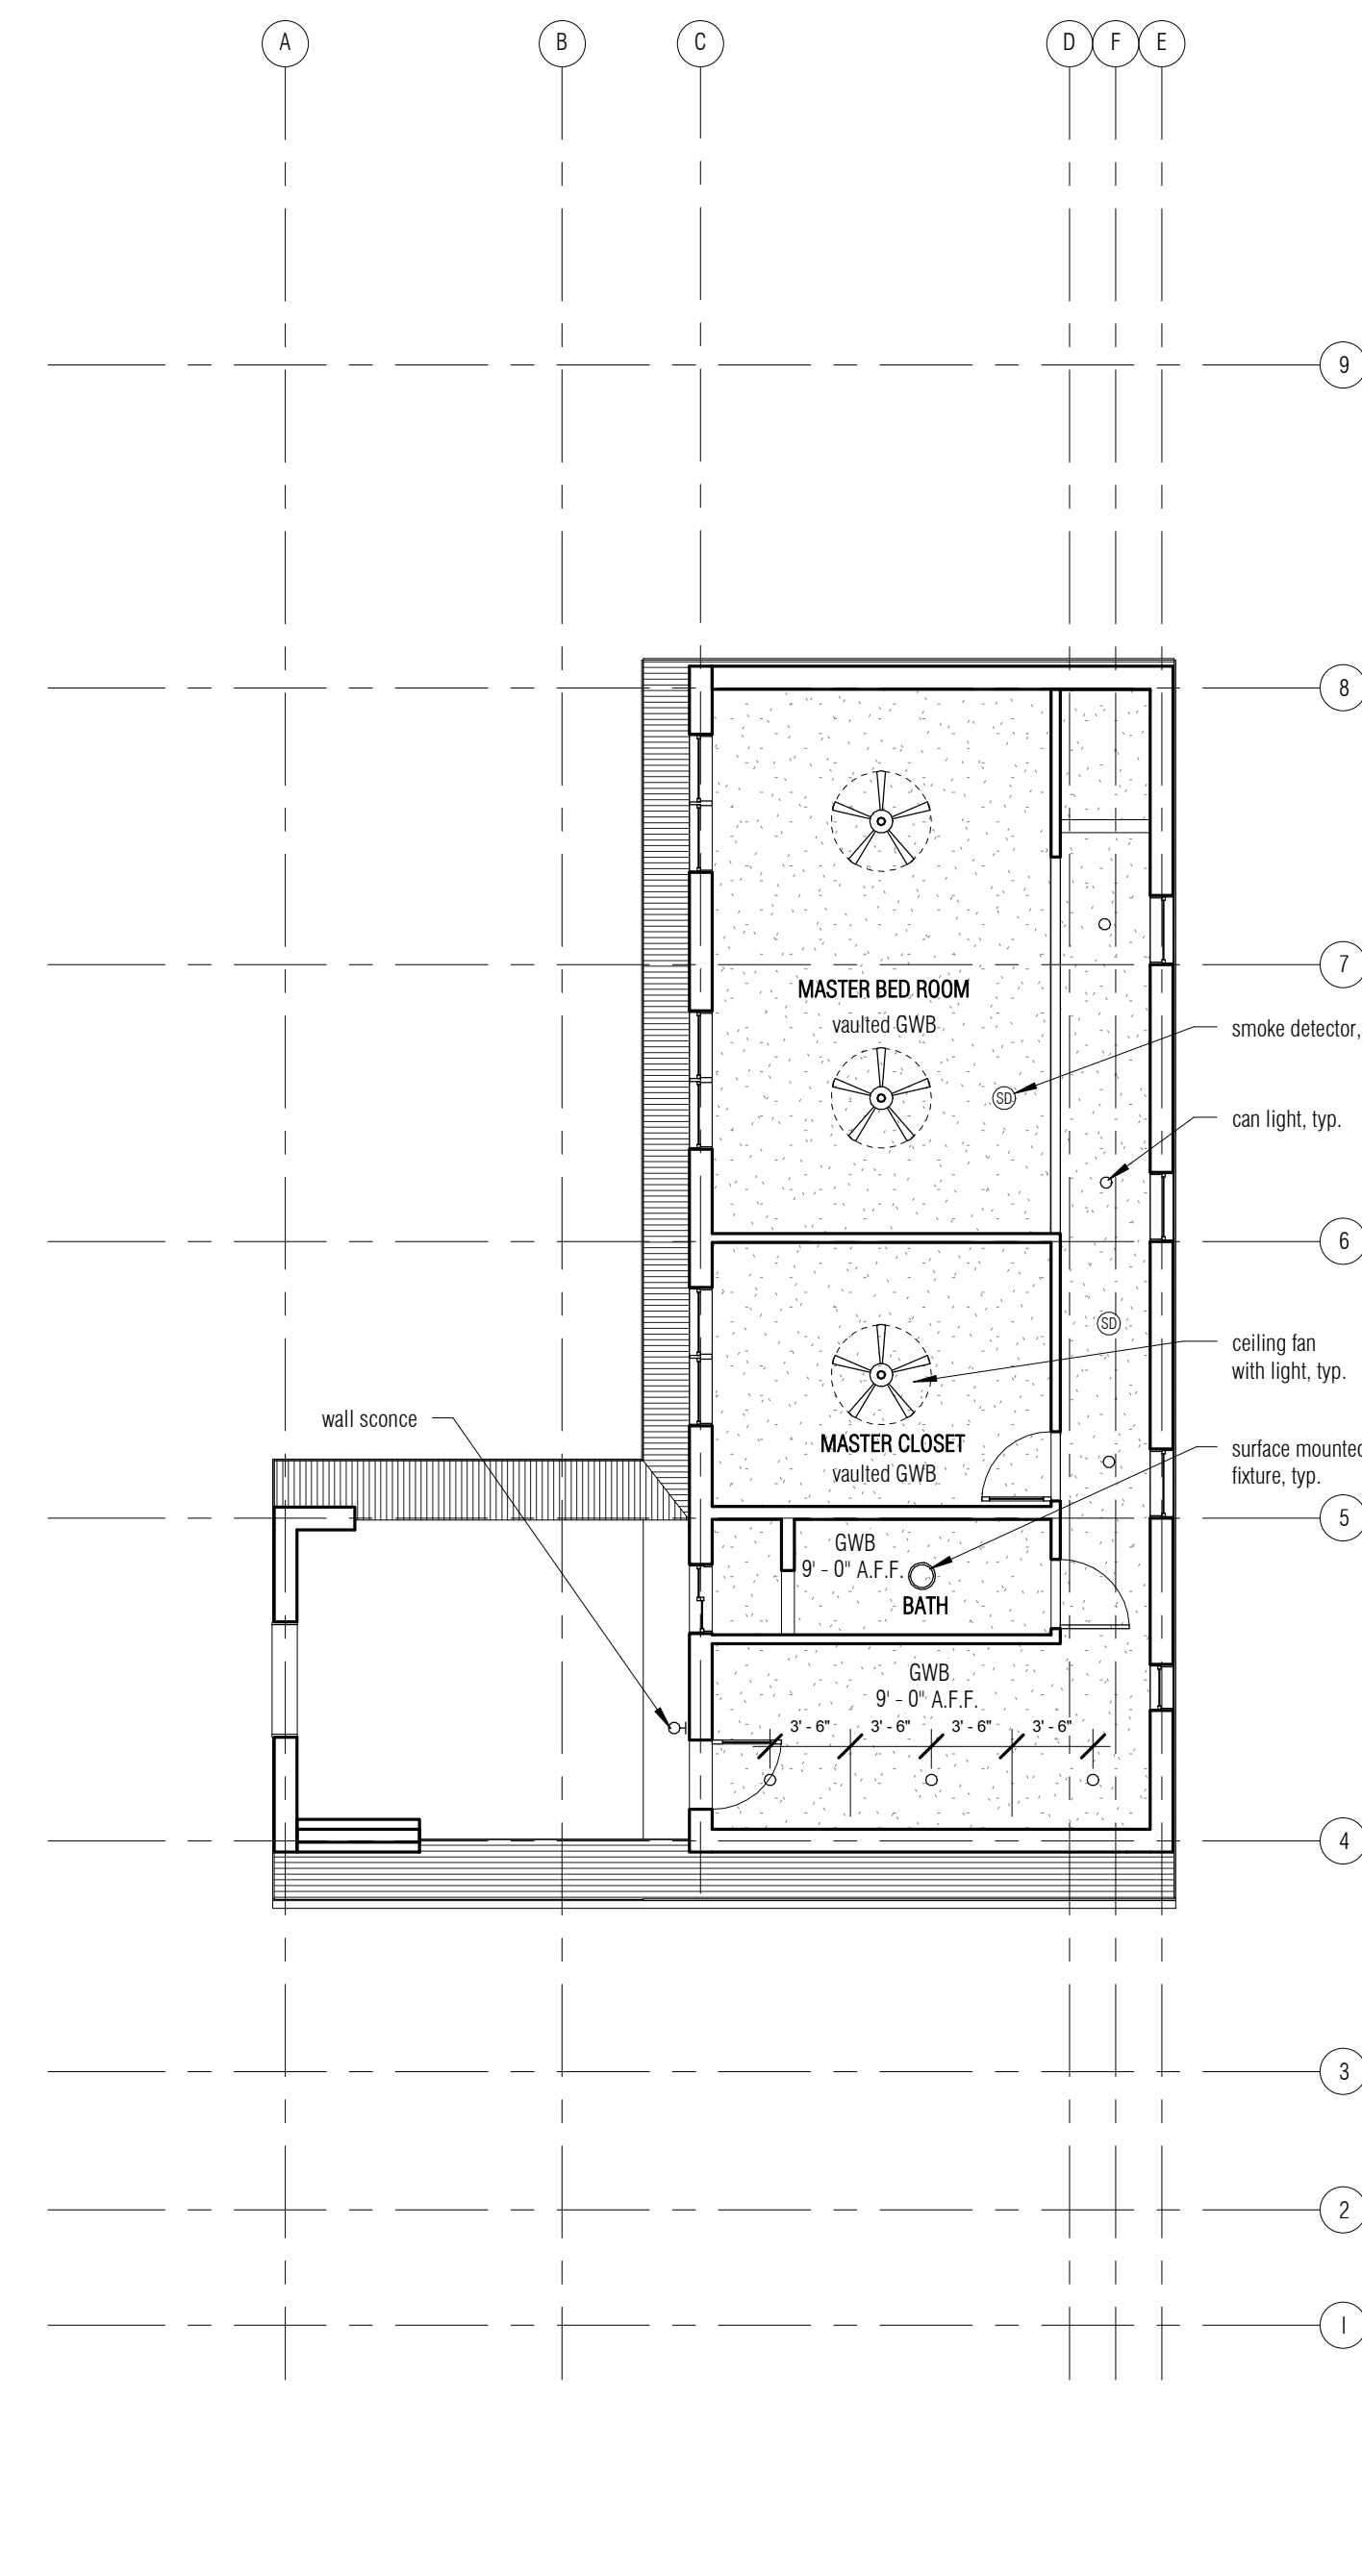 A B C D F E
9
8
7
MASTER BED ROOM
vaulted GWB
smoke detector,
SD
can light, typ.
6
SD
ceiling fan
with light, typ.
wall sconce
MASTER CLOSET
vaulted GWB
surface mounted
fixture, typ.
5
GWB
9' - 0" A.F.F.
BATH
GWB
9' - 0" A.F.F.
3' - 6" 3' - 6" 3' - 6" 3' - 6"
4
3
2
1